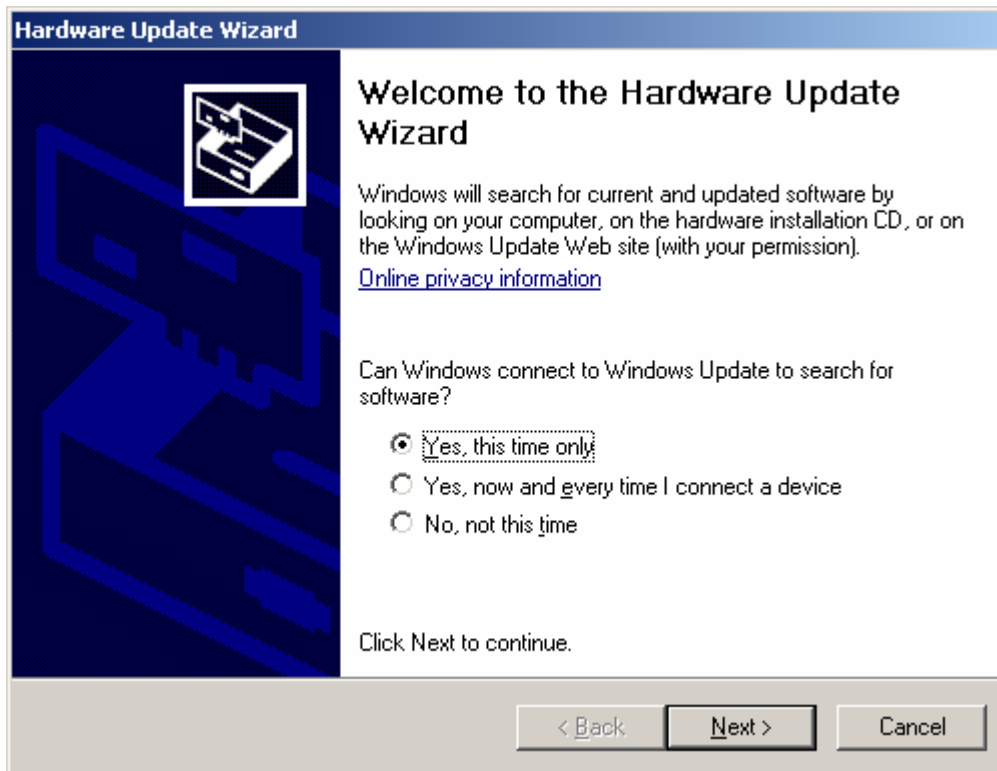 Hardware Update Wizard
Welcome to the Hardware Update
Wizard
Windows will search for current and updated software by
looking on your computer, on the hardware installation CD, or on
the Windows Update Web site (with your permission).
Online privacy information
Can Windows connect to Windows Update to search for
software?
Yes, this time only
Yes, now and every time I connect a device
No, not this time
Click Next to continue.
< Back
Next >
Cancel